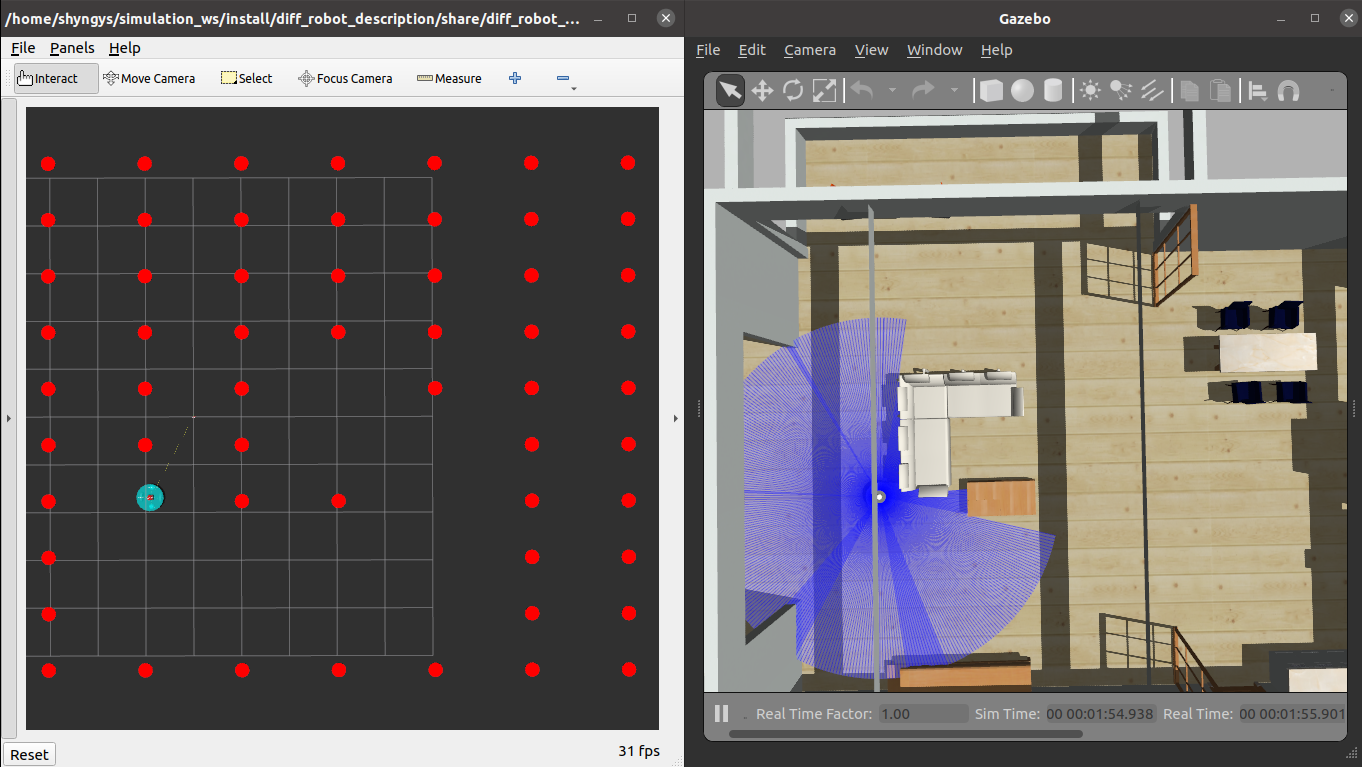 /home/shyngys/simulation_ws/install/diff_robot_description/share/diff_robot_...
File Panels Help
Interact Move Camera Select Focus Camera Measure
Reset
31 fps
Gazebo
File Edit Camera View Window Help
Real Time Factor: 1.00 Sim Time: 00 00:01:54.938 Real Time: 00 00:01:55.901